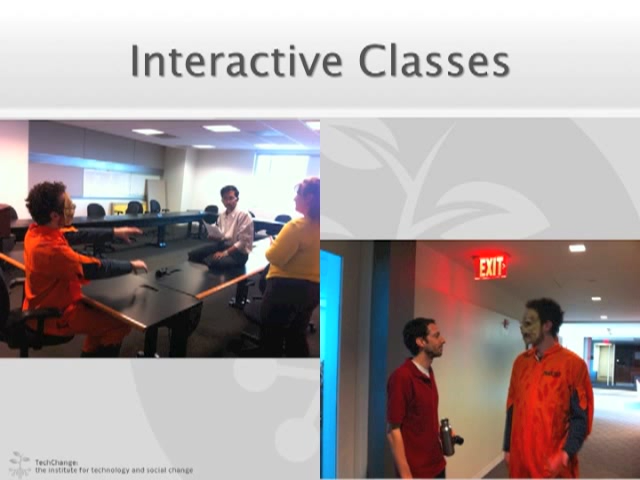 Interactive Classes
EXIT
TechChange:
the institute for technology and social change